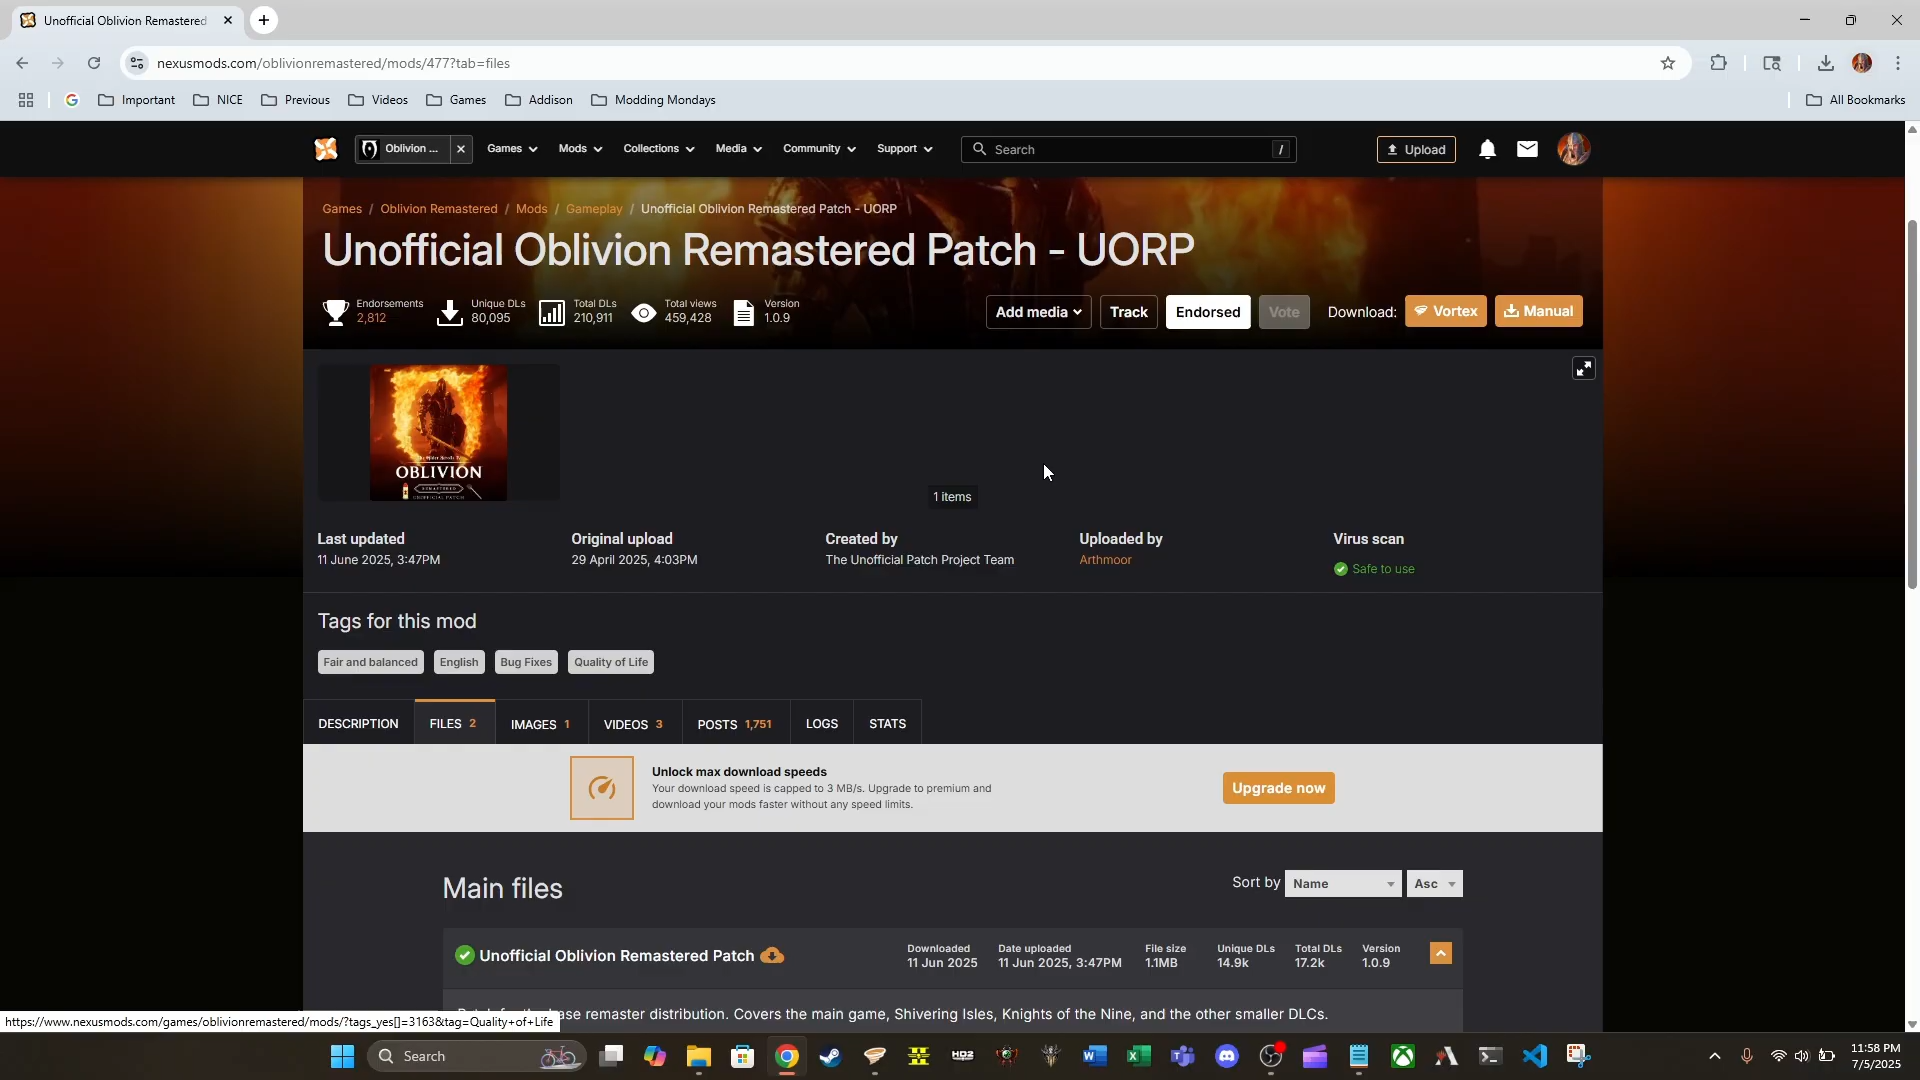 Unofficial Oblivion Remastered
nexusmods.com/oblivionremastered/mods/477?tab=files
Important
NICE
Previous
Videos
Games
Addison
Modding Mondays
All Bookmarks
Oblivion ...
Games
Mods
Collections
Media
Community
Support
Search
/
Upload
Games / Oblivion Remastered / Mods / Gameplay / Unofficial Oblivion Remastered Patch - UORP
Unofficial Oblivion Remastered Patch - UORP
Endorsements
2,812
Unique DLs
80,095
Total DLs
210,911
Total views
459,428
Version
1.0.9
Add media
Track
Endorsed
Vote
Download:
Vortex
Manual
OBLIVION
1 items
Last updated
11 June 2025, 3:47PM
Original upload
29 April 2025, 4:03PM
Created by
The Unofficial Patch Project Team
Uploaded by
Arthmoor
Virus scan
Safe to use
Tags for this mod
Fair and balanced
English
Bug Fixes
Quality of Life
DESCRIPTION
FILES 2
IMAGES 1
VIDEOS 3
POSTS 1,751
LOGS
STATS
Unlock max download speeds
Your download speed is capped to 3 MB/s. Upgrade to premium and
download your mods faster without any speed limits.
Upgrade now
Main files
Sort by
Name
Asc
Unofficial Oblivion Remastered Patch
Downloaded
11 Jun 2025
Date uploaded
11 Jun 2025, 3:47PM
File size
1.1MB
Unique DLs
14.9k
Total DLs
17.2k
Version
1.0.9
remaster distribution. Covers the main game, Shivering Isles, Knights of the Nine, and the other smaller DLCs.
https://www.nexusmods.com/games/oblivionremastered/mods/?tags_yes[]=3163&tag=Quality+of+Life
Search
HD2
11:58 PM
7/5/2025